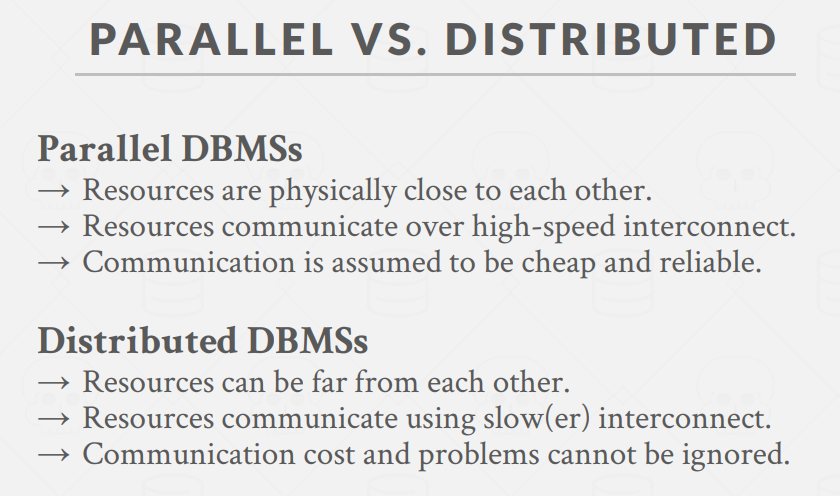 PARALLEL VS. DISTRIBUTED
Parallel DBMSs
→ Resources are physically close to each other.
→ Resources communicate over high-speed interconnect.
→ Communication is assumed to be cheap and reliable.
Distributed DBMSs
→ Resources can be far from each other.
→ Resources communicate using slow(er) interconnect.
→ Communication cost and problems cannot be ignored.